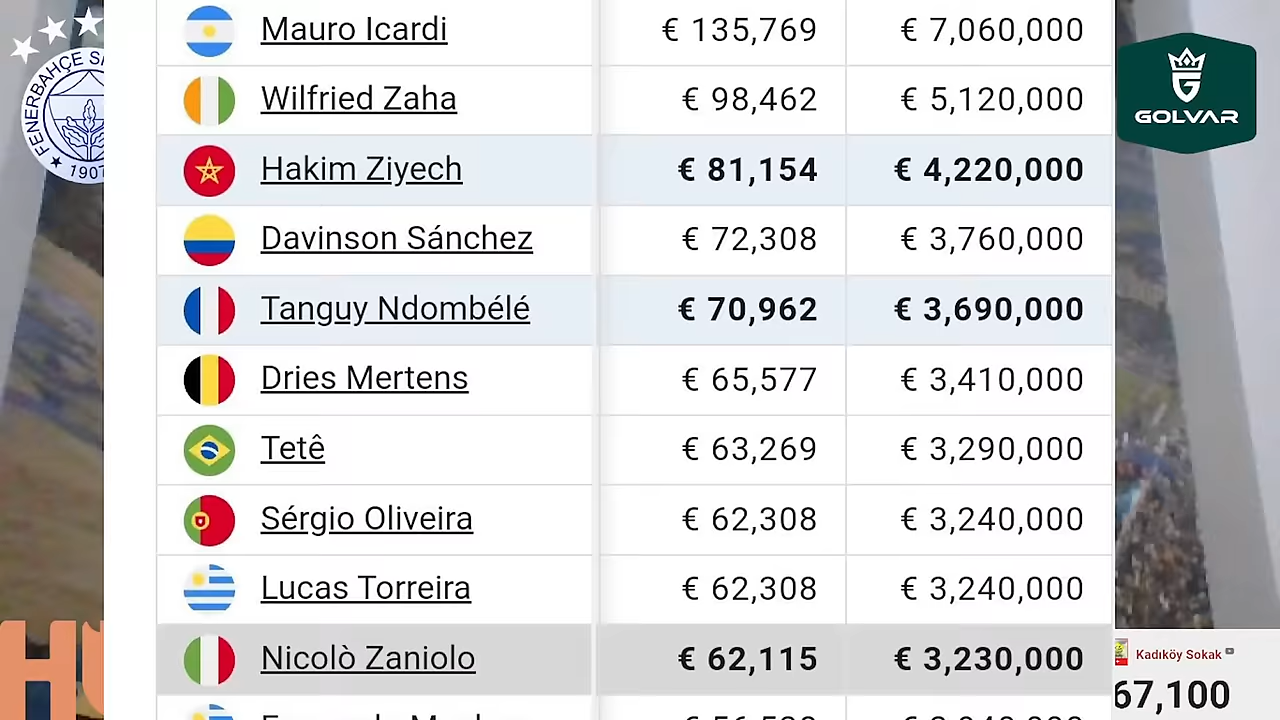 FENERBAHÇE
1907
Mauro Icardi € 135,769 € 7,060,000
Wilfried Zaha € 98,462 € 5,120,000
Hakim Ziyech € 81,154 € 4,220,000
Davinson Sánchez € 72,308 € 3,760,000
Tanguy Ndombélé € 70,962 € 3,690,000
Dries Mertens € 65,577 € 3,410,000
Tetê € 63,269 € 3,290,000
Sérgio Oliveira € 62,308 € 3,240,000
Lucas Torreira € 62,308 € 3,240,000
Nicolò Zaniolo € 62,115 € 3,230,000
GOLVAR
Kadıköy Sokak
67,100